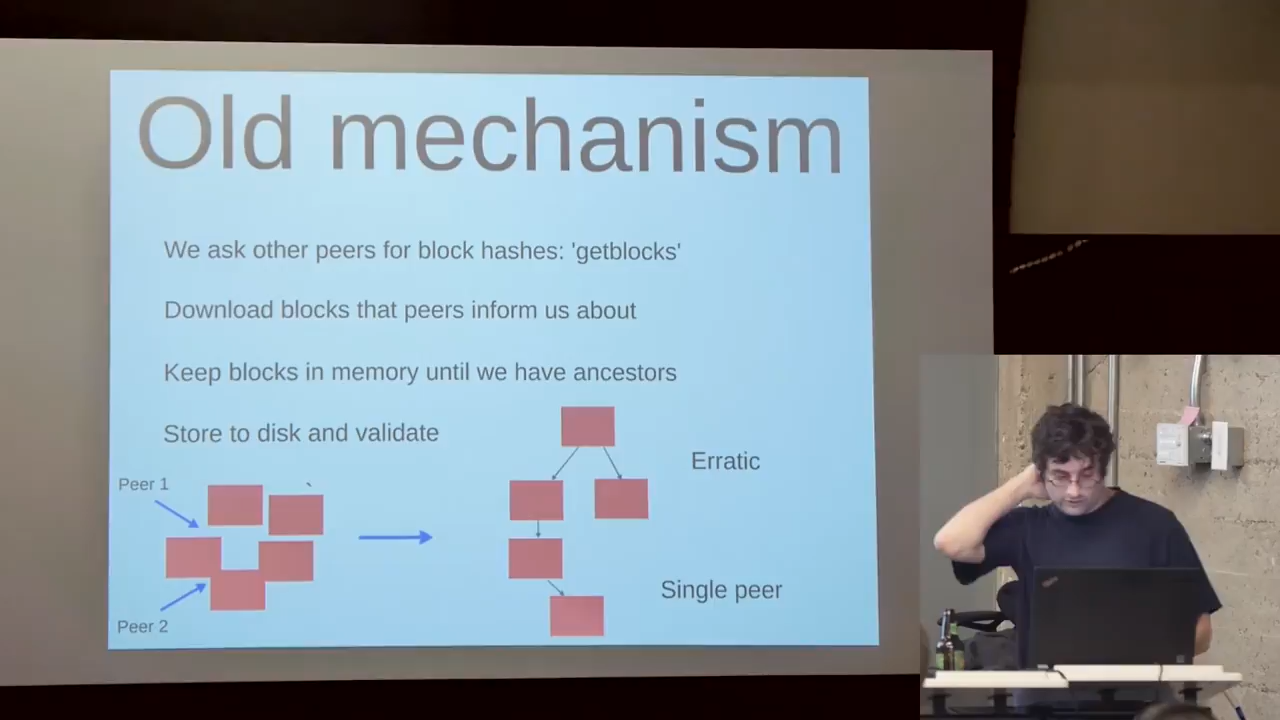 Old mechanism
We ask other peers for block hashes: 'getblocks'
Download blocks that peers inform us about
Keep blocks in memory until we have ancestors
Store to disk and validate
Erratic
Peer 1
Single peer
Peer 2